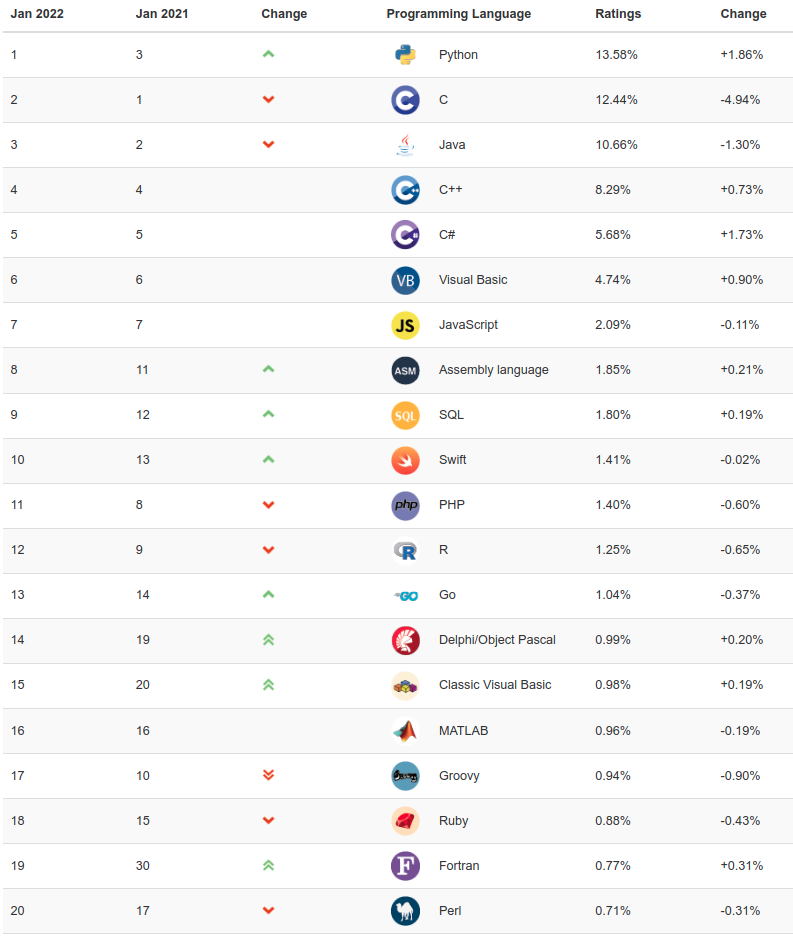 Jan 2022 Jan 2021 Change Programming Language Ratings Change
1 3 Python 13.58% +1.86%
2 1 C C 12.44% -4.94%
3 2 Java 10.66% -1.30%
4 4 C++ C++ 8.29% +0.73%
5 5 C# C# 5.68% +1.73%
6 6 VB Visual Basic 4.74% +0.90%
7 7 JS JavaScript 2.09% -0.11%
8 11 ASM Assembly language 1.85% +0.21%
9 12 SQL SQL 1.80% +0.19%
10 13 Swift 1.41% -0.02%
11 8 php PHP 1.40% -0.60%
12 9 R R 1.25% -0.65%
13 14 GO Go 1.04% -0.37%
14 19 Delphi/Object Pascal 0.99% +0.20%
15 20 Classic Visual Basic 0.98% +0.19%
16 16 MATLAB 0.96% -0.19%
17 10 Groovy 0.94% -0.90%
18 15 Ruby 0.88% -0.43%
19 30 F Fortran 0.77% +0.31%
20 17 Perl 0.71% -0.31%